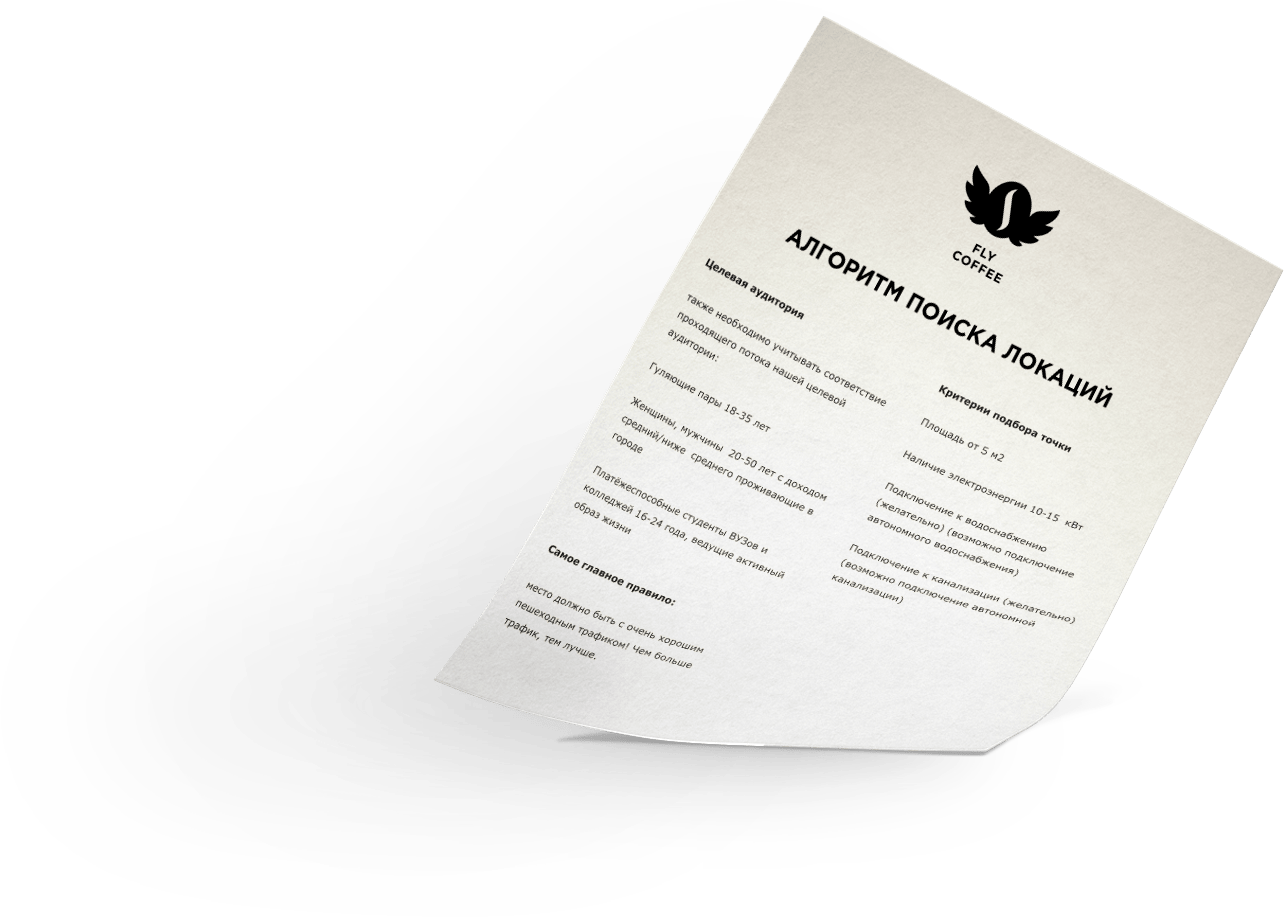 FLY
COFFEE
АЛГОРИТМ ПОИСКА ЛОКАЦИЙ
Целевая аудитория
также необходимо учитывать соответствие
проходящего потока нашей целевой
аудитории:
Гуляющие пары 18-35 лет
Женщины, мужчины 20-50 лет с доходом
средний/ниже среднего проживающие в
городе
Платёжеспособные студенты ВУЗов и
колледжей 16-24 года, ведущие активный
образ жизни
Самое главное правило:
место должно быть с очень хорошим
пешеходным трафиком! Чем больше
трафик, тем лучше.
Критерии подбора точки
Площадь от 5 м2
Наличие электроэнергии 10-15 кВт
Подключение к водоснабжению
(желательно) (возможно подключение
автономного водоснабжения)
Подключение к канализации (желательно)
(возможно подключение автономной
канализации)